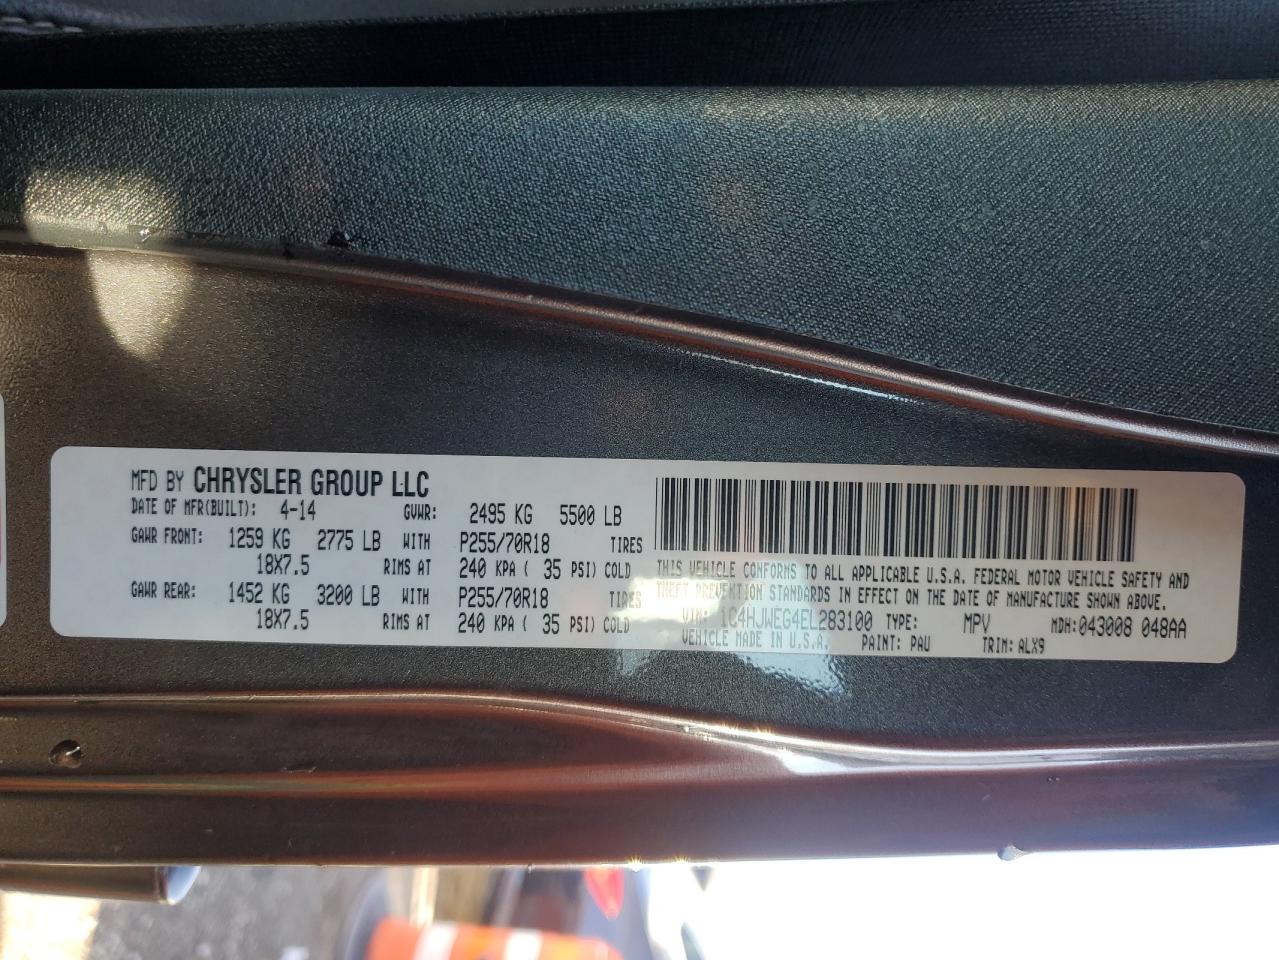 MFD BY CHRYSLER GROUP LLC
DATE OF MFR(BUILT): 4-14 GVWR: 2495 KG 5500 LB
GAWR FRONT: 1259 KG 2775 LB WITH P255/70R18 TIRES
18X7.5 RIMS AT 240 KPA ( 35 PSI) COLD
GAWR REAR: 1452 KG 3200 LB WITH P255/70R18 TIRES
18X7.5 RIMS AT 240 KPA ( 35 PSI) COLD
THIS VEHICLE CONFORMS TO ALL APPLICABLE U.S.A. FEDERAL MOTOR VEHICLE SAFETY AND
THEFT PREVENTION STANDARDS IN EFFECT ON THE DATE OF MANUFACTURE SHOWN ABOVE.
VIN: 1C4HJWEG4EL283100 TYPE: MPV MDH:043008 048AA
VEHICLE MADE IN U.S.A. PAINT: PAU TRIM: ALX9